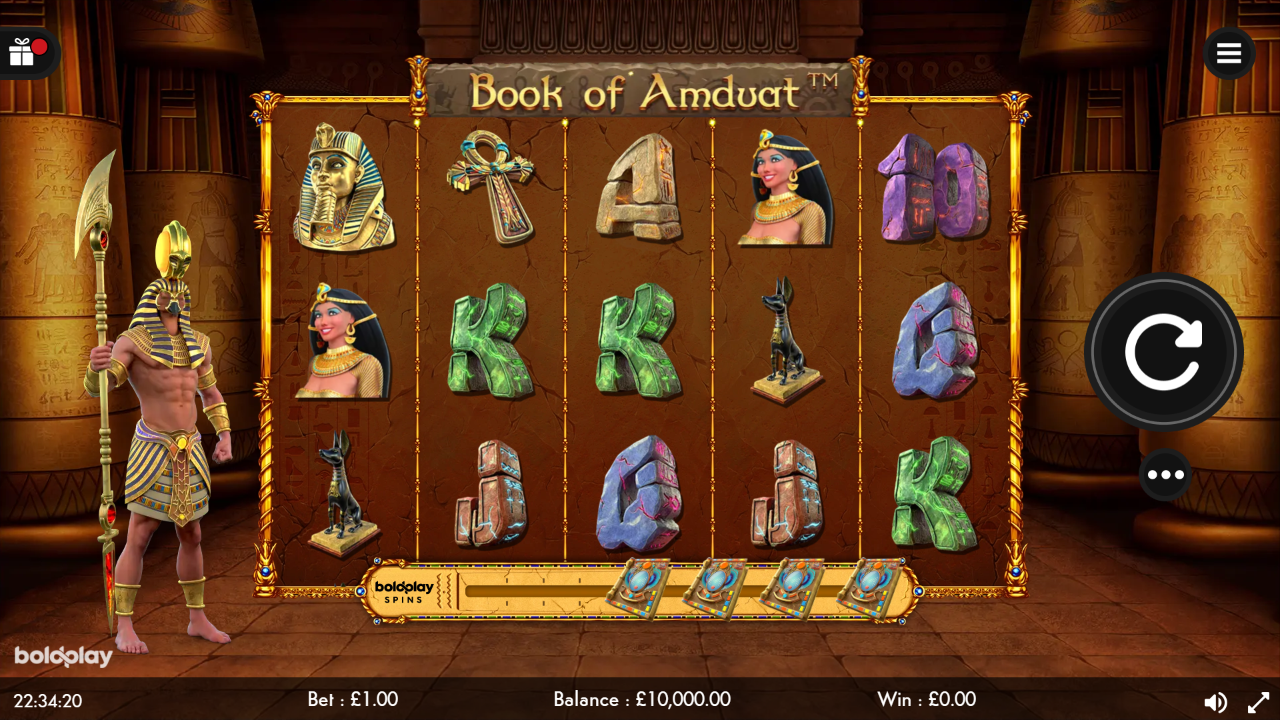 Book of Amduat™
10
A
K K Q
J Q J K
boldplay
SPINS
boldplay
22:34:20 Bet : £1.00 Balance : £10,000.00 Win : £0.00